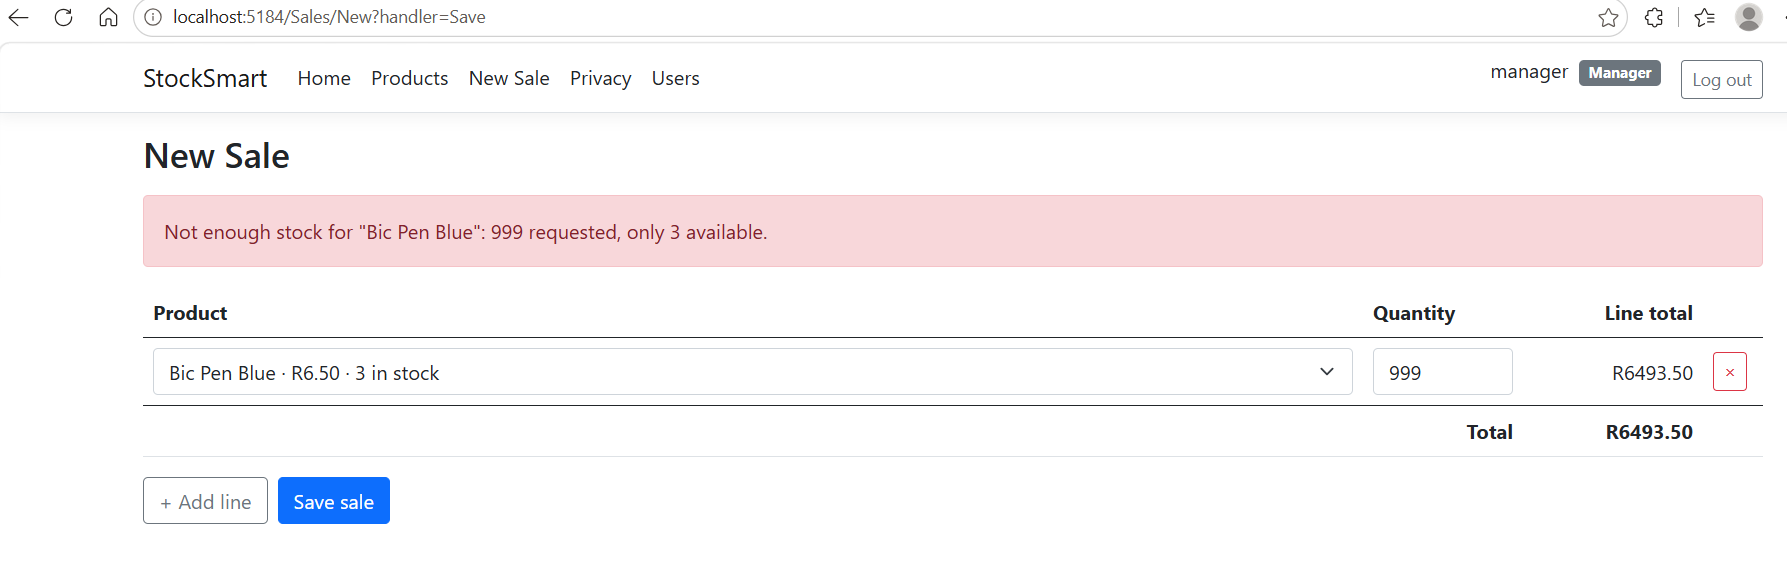 localhost:5184/Sales/New?handler=Save
StockSmart Home Products New Sale Privacy Users manager Manager Log out
New Sale
Not enough stock for "Bic Pen Blue": 999 requested, only 3 available.
Product Quantity Line total
Bic Pen Blue · R6.50 · 3 in stock 999 R6493.50 ×
Total R6493.50
+ Add line Save sale